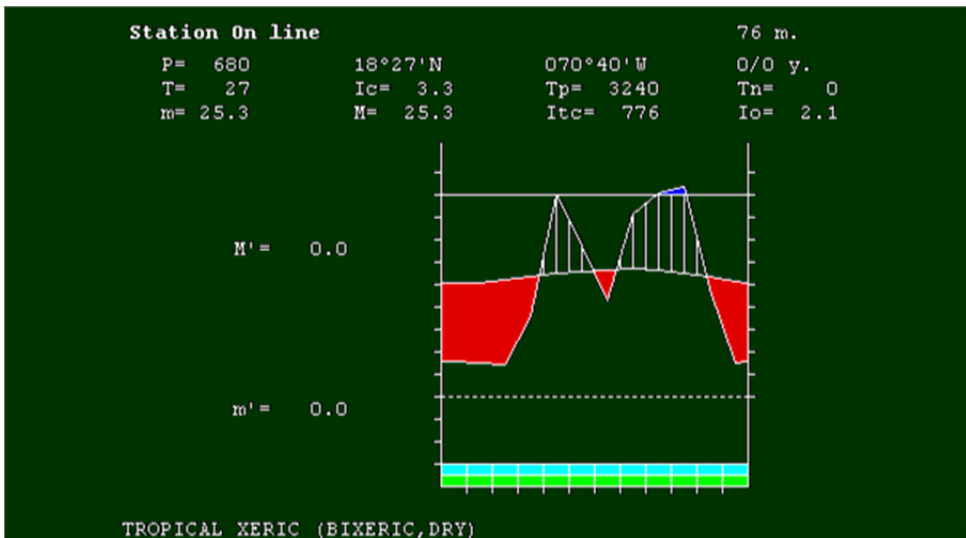 Station On line 76 m.
P= 680 18°27'N 070°40'W 0/0 y.
T= 27 Ic= 3.3 Tp= 3240 Tn= 0
m= 25.3 M= 25.3 Itc= 776 Io= 2.1
M'= 0.0
m'= 0.0
TROPICAL XERIC (BIXERIC,DRY)